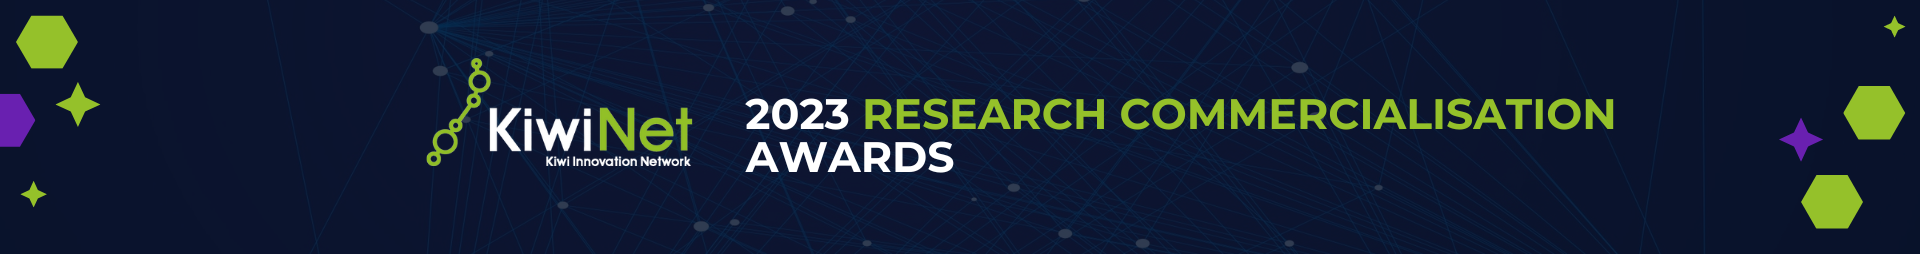 KiwiNet
Kiwi Innovation Network
2023 RESEARCH COMMERCIALISATION
AWARDS